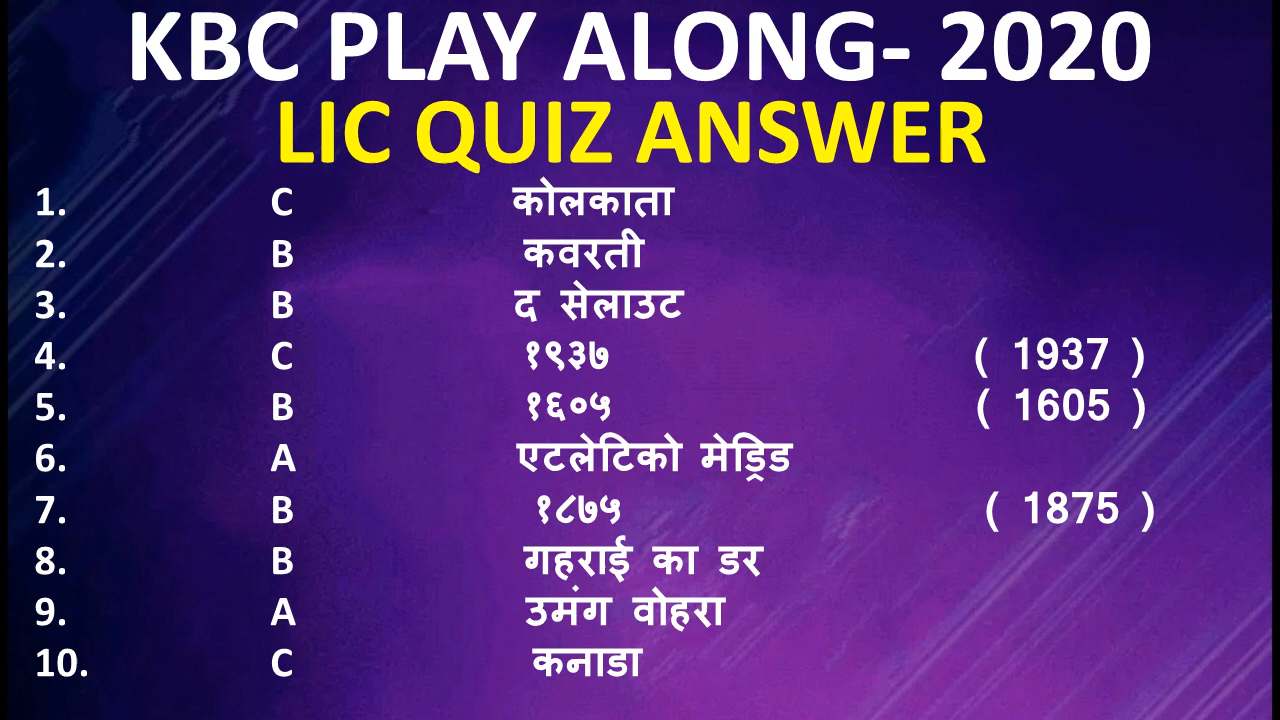 KBC PLAY ALONG- 2020
LIC QUIZ ANSWER
1. C कोलकाता
2. B कवरती
3. B द सेलाउट
4. C १९३७ ( 1937 )
5. B १६०५ ( 1605 )
6. A एटलेटिको मेड्रिड
7. B १८७५ ( 1875 )
8. B गहराई का डर
9. A उमंग वोहरा
10. C कनाडा